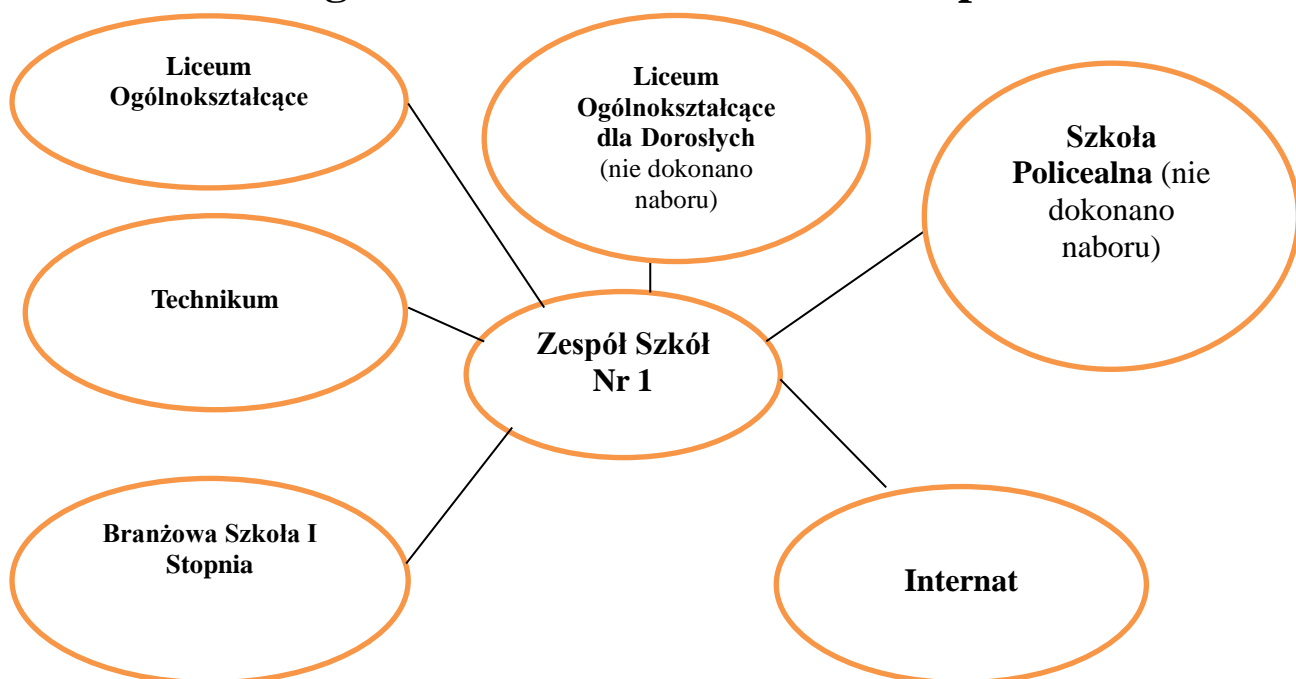 Liceum
Ogólnokształcące
Liceum
Ogólnokształcące
dla Dorosłych
(nie dokonano
naboru)
Szkoła
Policealna (nie
dokonano
naboru)
Technikum
Zespół Szkół
Nr 1
Branżowa Szkoła I
Stopnia
Internat